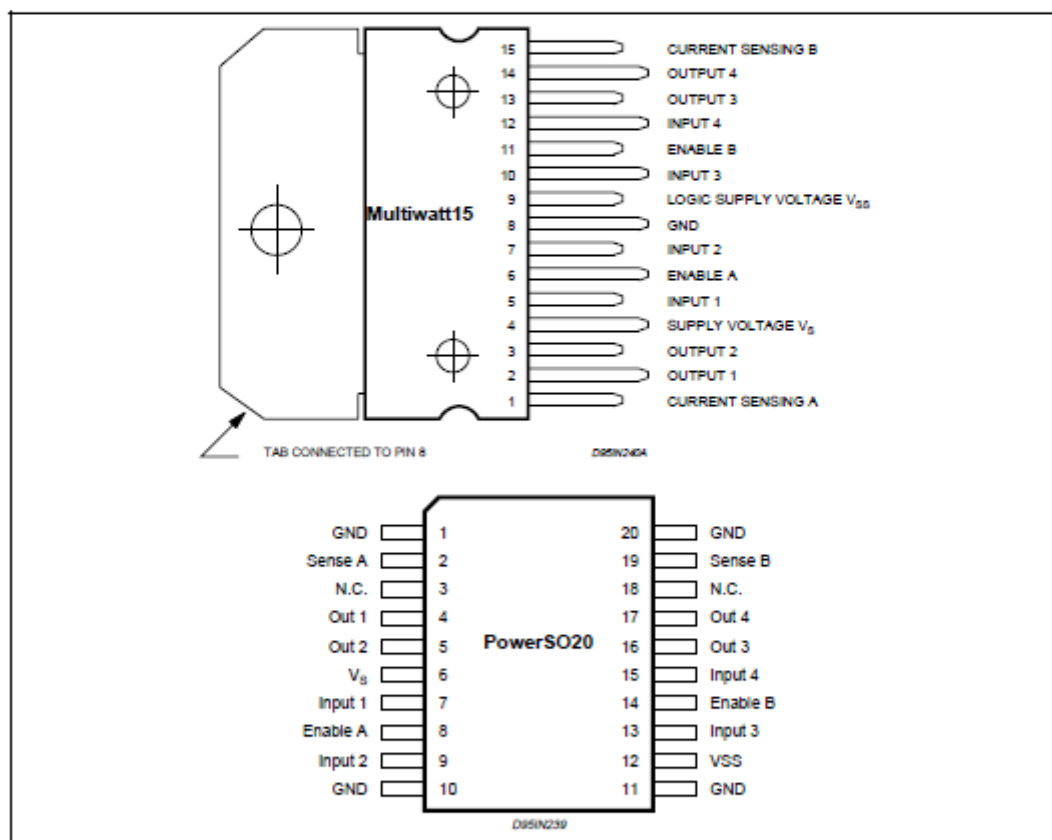 15 CURRENT SENSING B
14 OUTPUT 4
13 OUTPUT 3
12 INPUT 4
11 ENABLE B
10 INPUT 3
9 LOGIC SUPPLY VOLTAGE VSS
8 GND
7 INPUT 2
6 ENABLE A
5 INPUT 1
4 SUPPLY VOLTAGE VS
3 OUTPUT 2
2 OUTPUT 1
1 CURRENT SENSING A
Multiwatt15
TAB CONNECTED TO PIN 8
D95IN240A
GND 1 20 GND
Sense A 2 19 Sense B
N.C. 3 18 N.C.
Out 1 4 17 Out 4
Out 2 5 16 Out 3
VS 6 15 Input 4
Input 1 7 14 Enable B
Enable A 8 13 Input 3
Input 2 9 12 VSS
GND 10 11 GND
PowerSO20
D95IN239